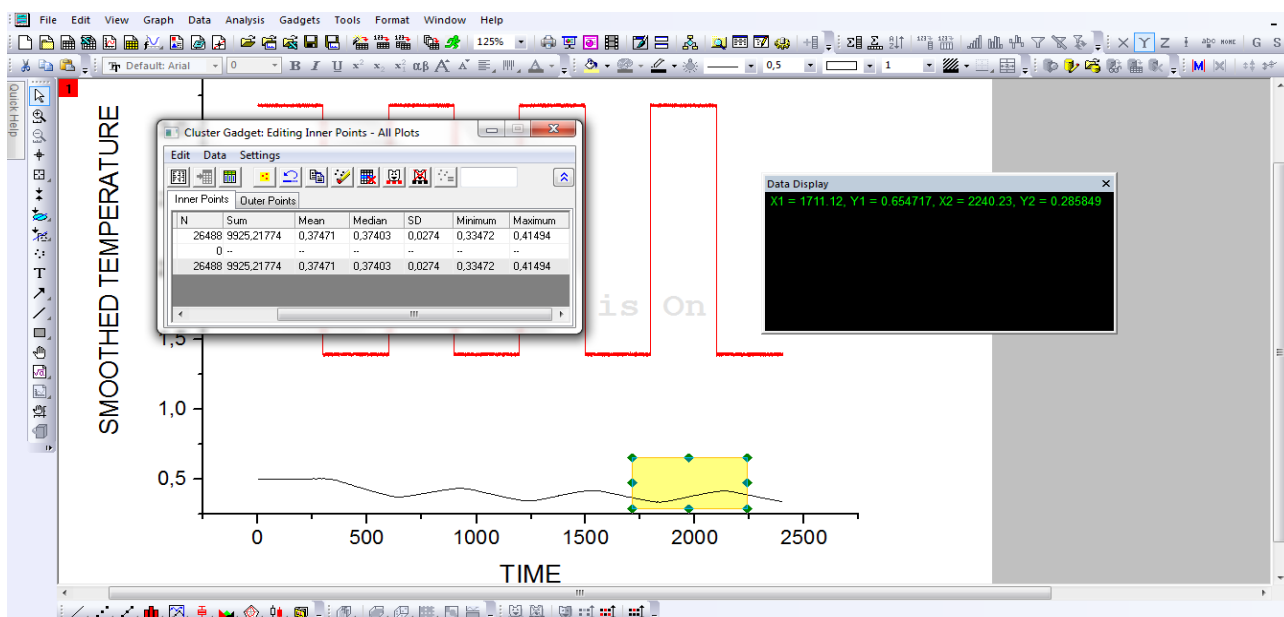 File Edit View Graph Data Analysis Gadgets Tools Format Window Help
125%
Default: Arial 0 B I U αβ A A 0,5 1
X Y Z
G S
M
Quick Help
1
SMOOTHED TEMPERATURE
Cluster Gadget: Editing Inner Points - All Plots
Edit Data Settings
Inner Points Outer Points
N Sum Mean Median SD Minimum Maximum
26488 9925,21774 0,37471 0,37403 0,0274 0,33472 0,41494
0 -- -- -- -- -- --
26488 9925,21774 0,37471 0,37403 0,0274 0,33472 0,41494
Data Display
X1 = 1711.12, Y1 = 0.654717, X2 = 2240.23, Y2 = 0.285849
is On
T
1,5
1,0
0,5
0 500 1000 1500 2000 2500
TIME